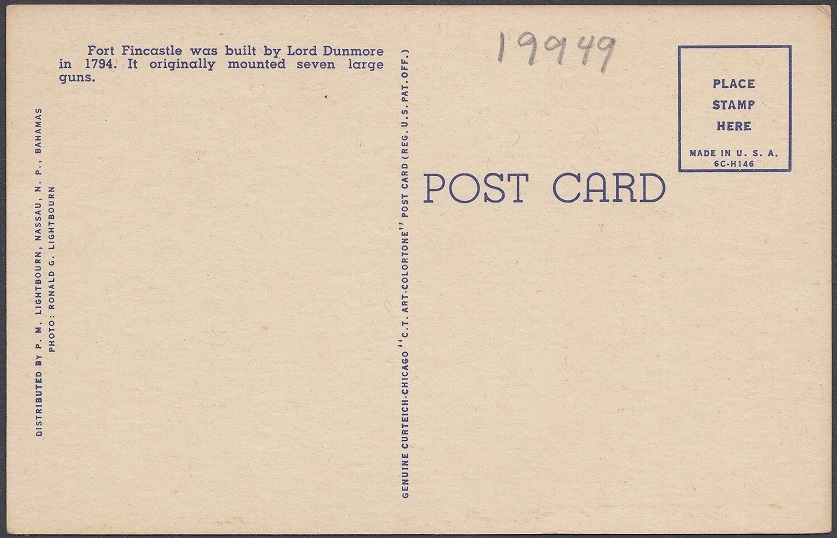 Fort Fincastle was built by Lord Dunmore
in 1794. It originally mounted seven large
guns.
DISTRIBUTED BY P. M. LIGHTBOURN, NASSAU, N. P., BAHAMAS
PHOTO: RONALD G. LIGHTBOURN
GENUINE CURTEICH-CHICAGO "C.T. ART-COLORTONE" POST CARD (REG. U.S. PAT. OFF.)
19949
POST CARD
PLACE
STAMP
HERE
MADE IN U. S. A.
6C-H146